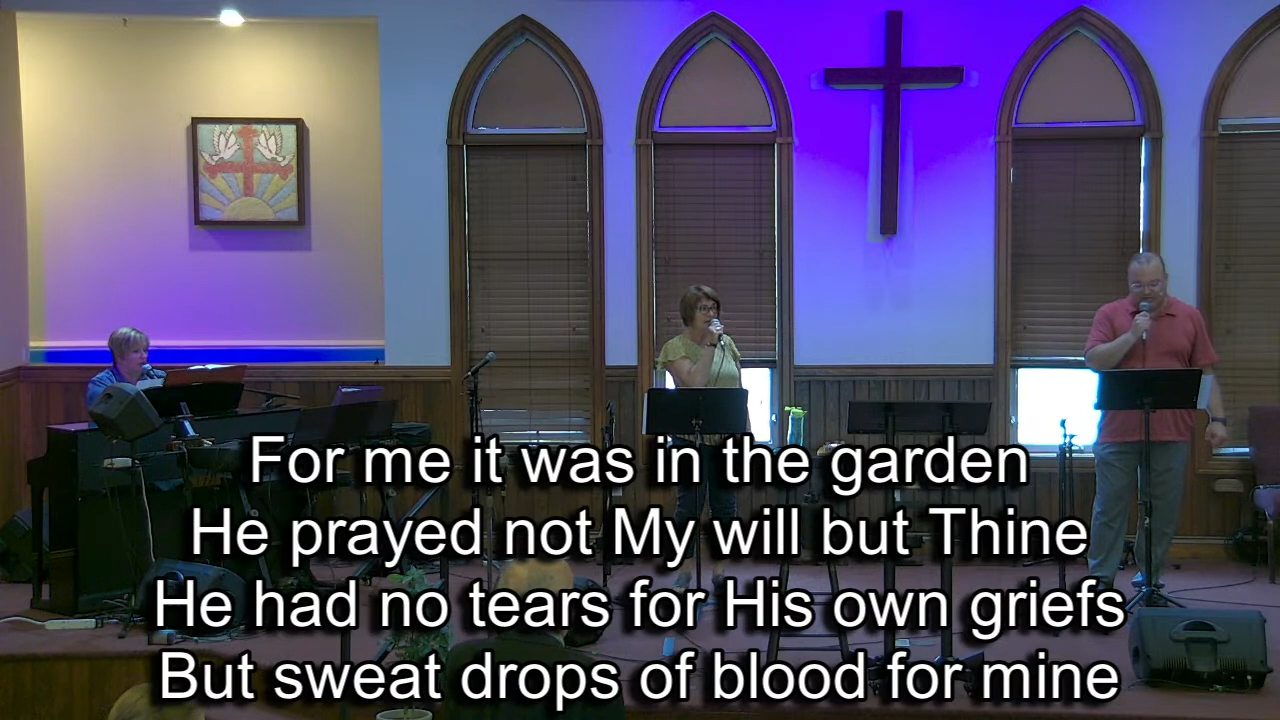 For me it was in the garden
He prayed not My will but Thine
He had no tears for His own griefs
But sweat drops of blood for mine